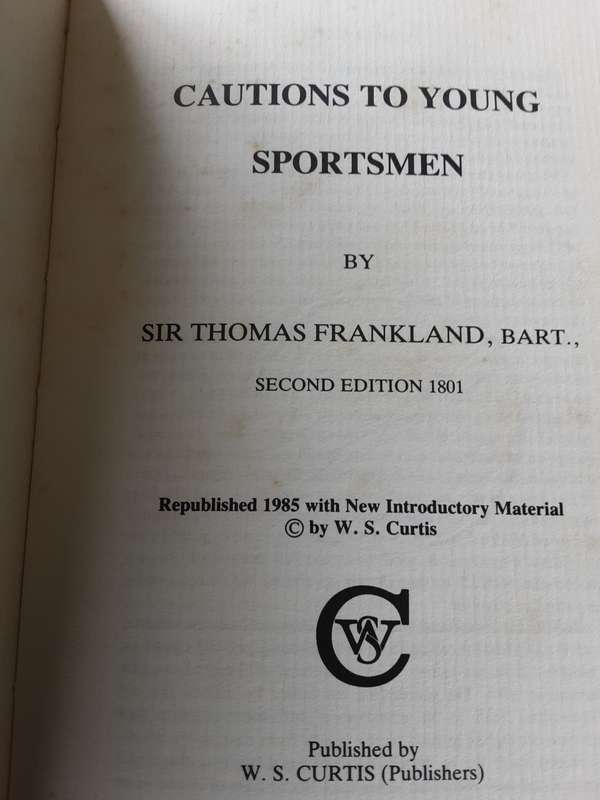 CAUTIONS TO YOUNG
SPORTSMEN
BY
SIR THOMAS FRANKLAND, BART.,
SECOND EDITION 1801
Republished 1985 with New Introductory Material
© by W. S. Curtis
CWS
Published by
W. S. CURTIS (Publishers)